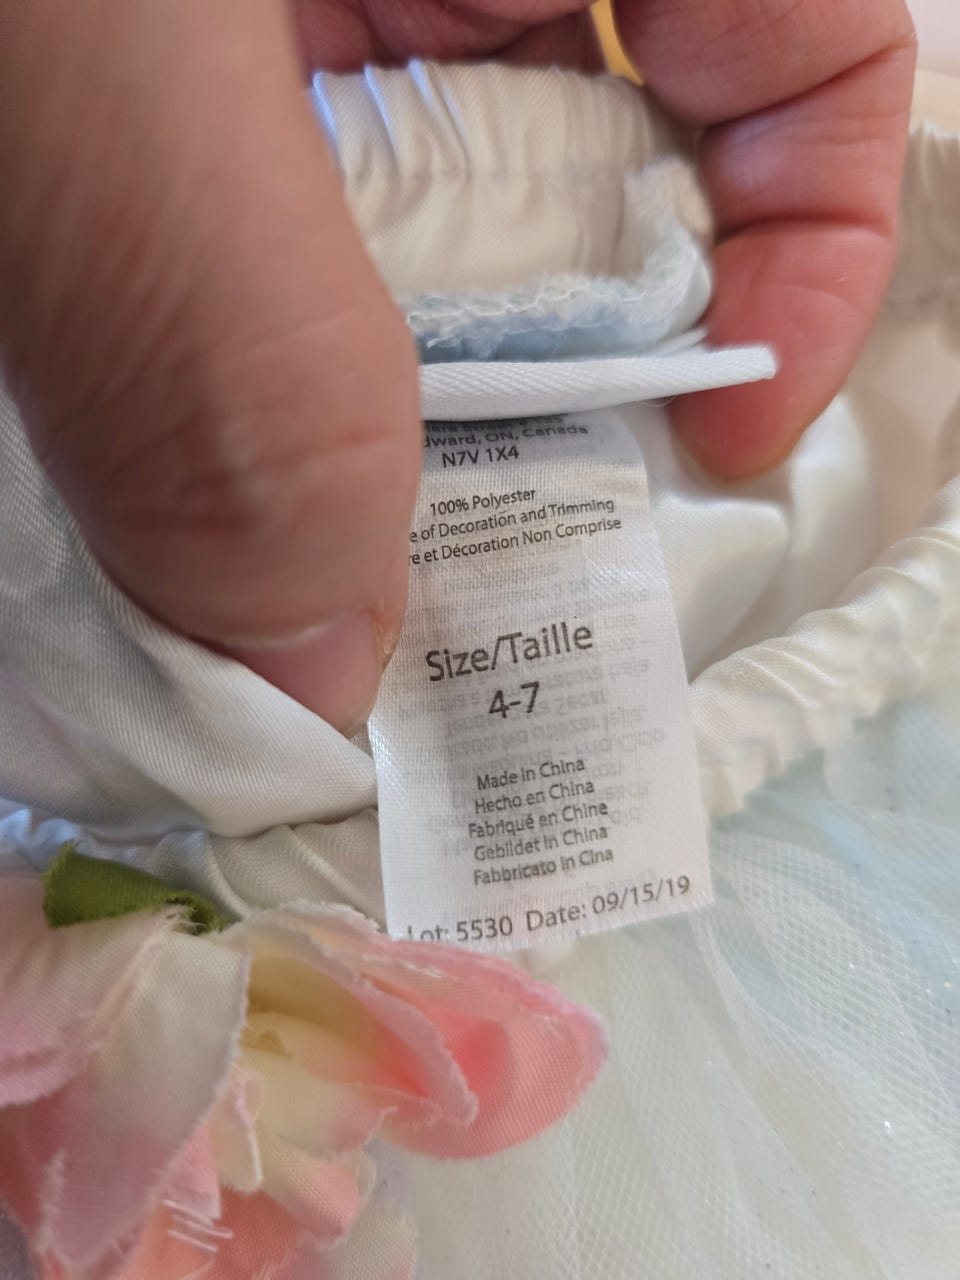 ON, Canada
N7V 1X4
100% Polyester
of Decoration and Trimming
et Décoration Non Comprise
Size/Taille
4-7
Made in China
Hecho en China
Fabriqué en Chine
Gebildet in China
Fabbricato in Cina
Lot: 5530 Date: 09/15/19